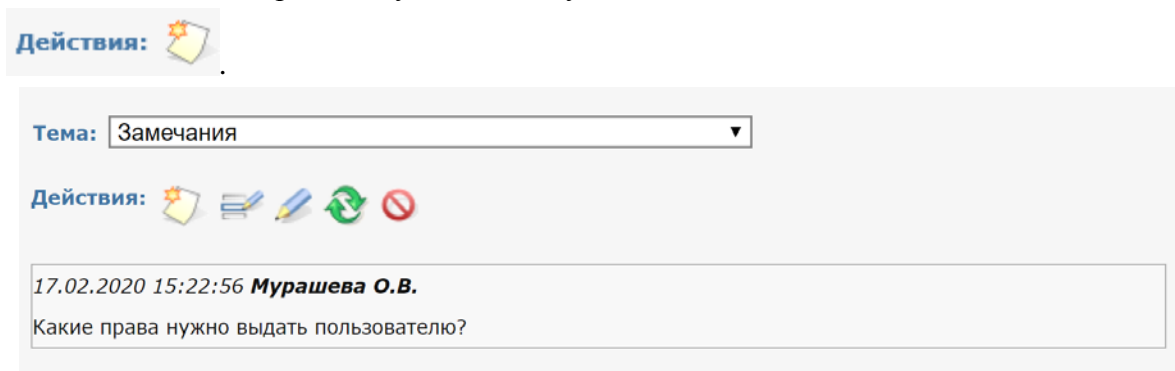 Действия:
.
Тема: Замечания
Действия:
17.02.2020 15:22:56 Мурашева О.В.
Какие права нужно выдать пользователю?